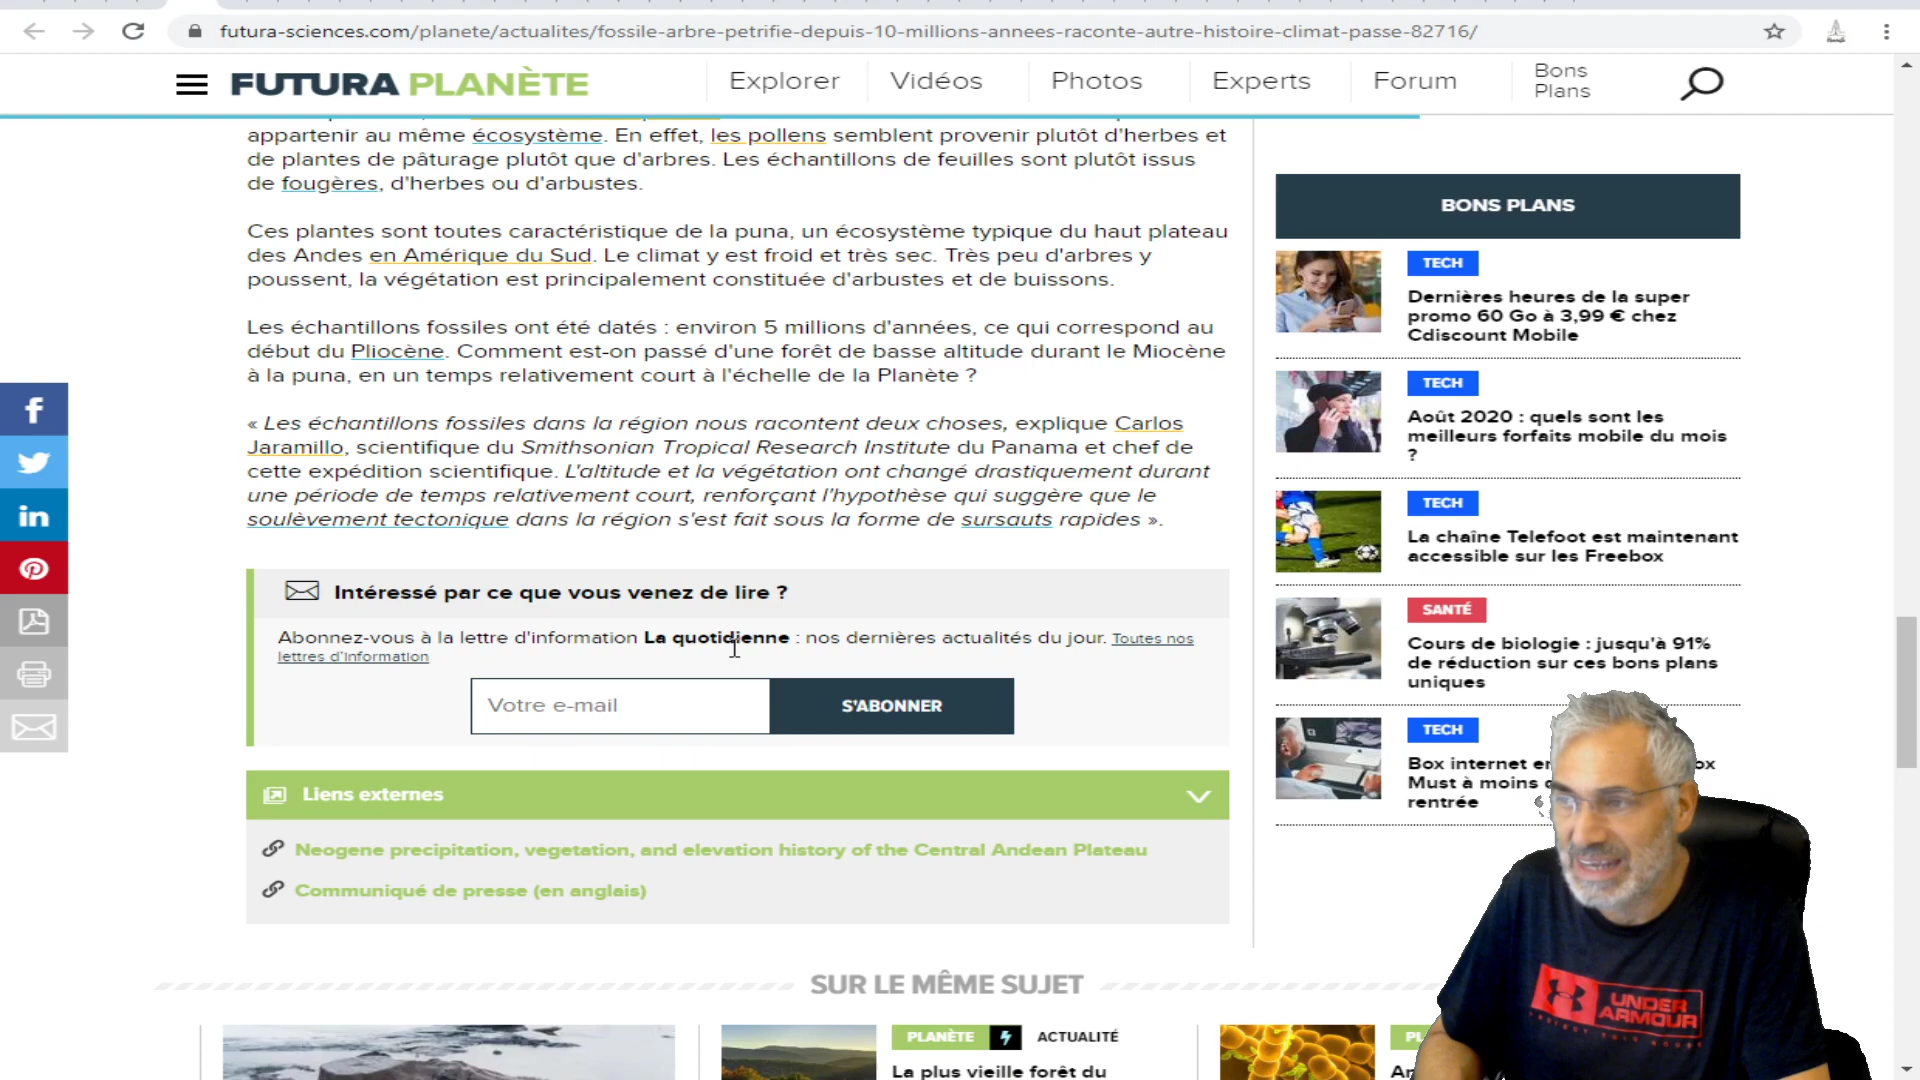 futura-sciences.com/planete/actualites/fossile-arbre-petrifie-depuis-10-millions-annees-raconte-autre-histoire-climat-passe-82716/
FUTURA PLANÈTE
Explorer
Vidéos
Photos
Experts
Forum
Bons
Plans
appartenir au même écosystème. En effet, les pollens semblent provenir plutôt d'herbes et
de plantes de pâturage plutôt que d'arbres. Les échantillons de feuilles sont plutôt issus
de fougères, d'herbes ou d'arbustes.
Ces plantes sont toutes caractéristique de la puna, un écosystème typique du haut plateau
des Andes en Amérique du Sud. Le climat y est froid et très sec. Très peu d'arbres y
poussent, la végétation est principalement constituée d'arbustes et de buissons.
Les échantillons fossiles ont été datés : environ 5 millions d'années, ce qui correspond au
début du Pliocène. Comment est-on passé d'une forêt de basse altitude durant le Miocène
à la puna, en un temps relativement court à l'échelle de la Planète ?
« Les échantillons fossiles dans la région nous racontent deux choses, explique Carlos
Jaramillo, scientifique du Smithsonian Tropical Research Institute du Panama et chef de
cette expédition scientifique. L'altitude et la végétation ont changé drastiquement durant
une période de temps relativement court, renforçant l'hypothèse qui suggère que le
soulèvement tectonique dans la région s'est fait sous la forme de sursauts rapides ».
Intéressé par ce que vous venez de lire ?
Abonnez-vous à la lettre d'information La quotidienne : nos dernières actualités du jour. Toutes nos
lettres d'information
Votre e-mail
S'ABONNER
Liens externes
Neogene precipitation, vegetation, and elevation history of the Central Andean Plateau
Communiqué de presse (en anglais)
BONS PLANS
TECH
Dernières heures de la super
promo 60 Go à 3,99 € chez
Cdiscount Mobile
TECH
Août 2020 : quels sont les
meilleurs forfaits mobile du mois
?
TECH
La chaîne Telefoot est maintenant
accessible sur les Freebox
SANTÉ
Cours de biologie : jusqu'à 91%
de réduction sur ces bons plans
uniques
TECH
Box internet
Must à moins
rentrée
UNDER
ARMOUR
SUR LE MÊME SUJET
PLANÈTE
ACTUALITÉ
La plus vieille forêt du